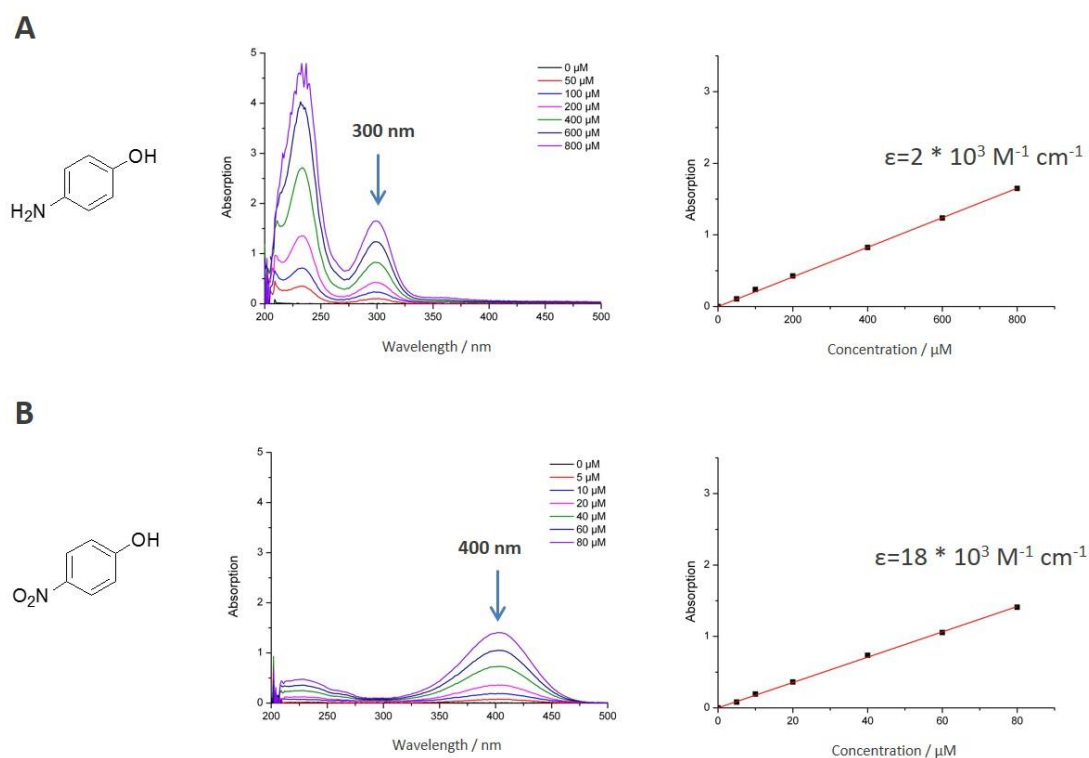 A
OH
H₂N
Absorption
5
4
3
2
1
0
200 250 300 350 400 450 500
Wavelength / nm
300 nm
0 µM
50 µM
100 µM
200 µM
400 µM
600 µM
800 µM
Absorption
3
2
1
0
200 400 600 800
Concentration / µM
ε=2 * 10³ M⁻¹ cm⁻¹
B
OH
O₂N
Absorption
5
4
3
2
1
0
200 250 300 350 400 450 500
Wavelength / nm
400 nm
0 µM
5 µM
10 µM
20 µM
40 µM
60 µM
80 µM
Absorption
3
2
1
0
0 20 40 60 80
Concentration / µM
ε=18 * 10³ M⁻¹ cm⁻¹